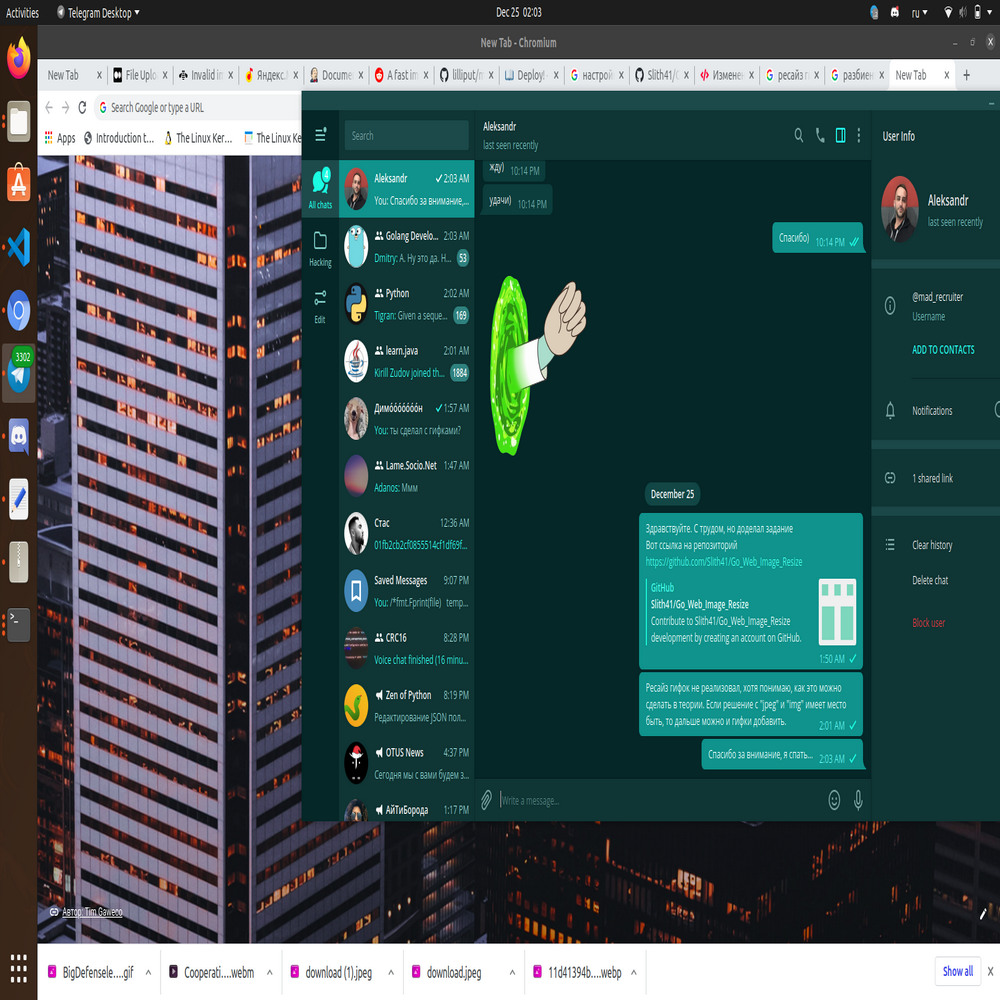 Activities
Telegram Desktop
Dec 25 02:03
ru
New Tab - Chromium
New Tab
File Uplo
Invalid in
Яндекс.М
Docume
A fast im
lilliput/n
Deploy!
настрой
Slith41/G
Изменен
ресайз г
разбиен
New Tab
Search Google or type a URL
Apps
Introduction t...
The Linux Ker...
The Linux Ke
3302
Search
4
All chats
Hacking
Edit
Aleksandr
2:03 AM
You: Спасибо за внимание,...
Golang Develo...
2:03 AM
Dmitry: А. Ну это да. Н...
53
Python
2:02 AM
Tigran: Given a seque...
169
learn.java
2:01 AM
Kirill Zudov joined th...
1884
Димóóóóóóóн
1:57 AM
You: ты сделал с гифками?
Lame.Socio.Net
1:47 AM
Adanos: Ммм
Стас
12:36 AM
01fb2cb2cf0855514cf1df69f...
Saved Messages
9:07 PM
You: /*fmt.Fprint(file) temp...
CRC16
8:28 PM
Voice chat finished (16 minu...
Zen of Python
8:19 PM
Редактирование JSON пол...
OTUS News
4:37 PM
Сегодня мы с вами будем з...
АйТиБорода
1:17 PM
Aleksandr
last seen recently
жду)
10:14 PM
удачи)
10:14 PM
Спасибо)
10:14 PM
December 25
Здравствуйте. С трудом, но доделал задание
Вот ссылка на репозиторий
https://github.com/Slith41/Go_Web_Image_Resize
GitHub
Slith41/Go_Web_Image_Resize
Contribute to Slith41/Go_Web_Image_Resize
development by creating an account on GitHub.
1:50 AM
Ресайз гифок не реализовал, хотя понимаю, как это можно
сделать в теории. Если решение с "jpeg" и "img" имеет место
быть, то дальше можно и гифки добавить.
2:01 AM
Спасибо за внимание, я спать...
2:03 AM
Write a message...
User Info
Aleksandr
last seen recently
@mad_recruiter
Username
ADD TO CONTACTS
Notifications
1 shared link
Clear history
Delete chat
Block user
Автор: Tim Gaweco
BigDefensele....gif
Cooperati....webm
download (1).jpeg
download.jpeg
11d41394b....webp
Show all